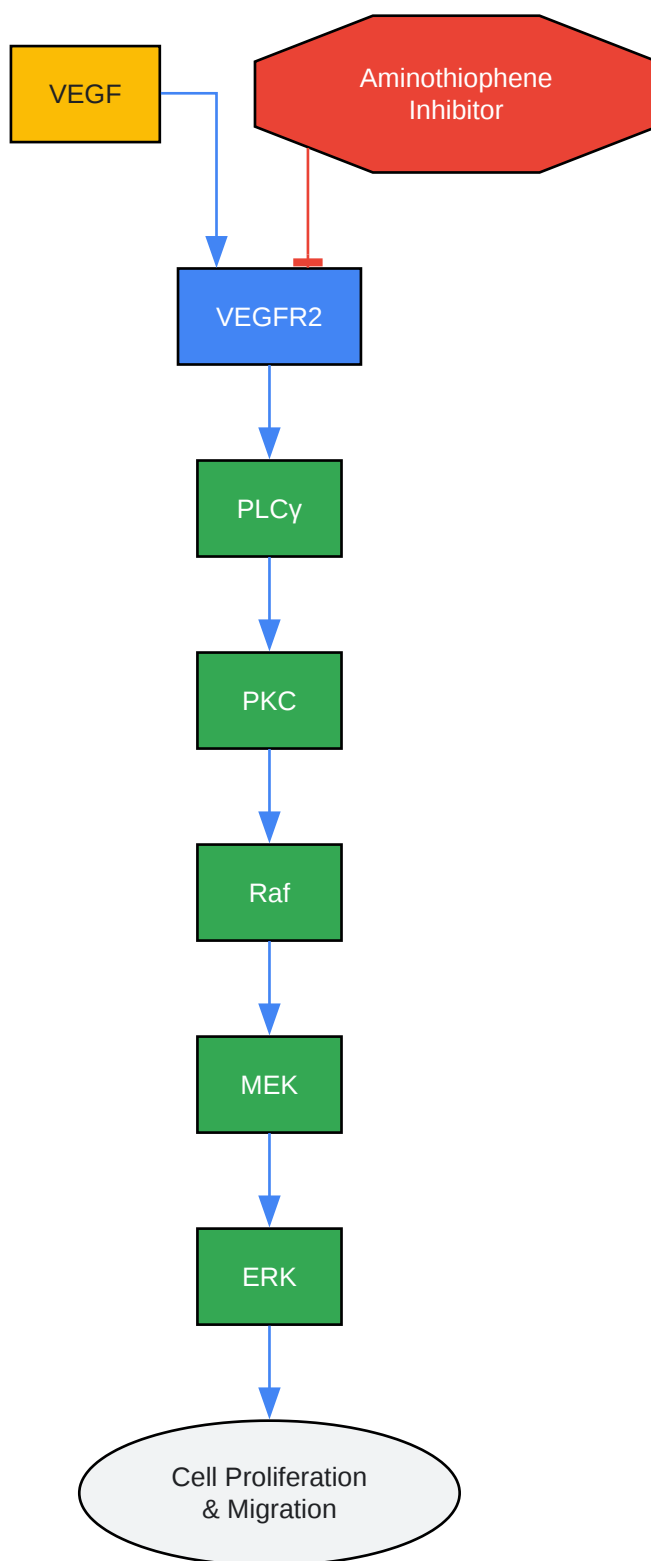 VEGF
Aminothiophene
Inhibitor
VEGFR2
PLCγ
PKC
Raf
MEK
ERK
Cell Proliferation
& Migration